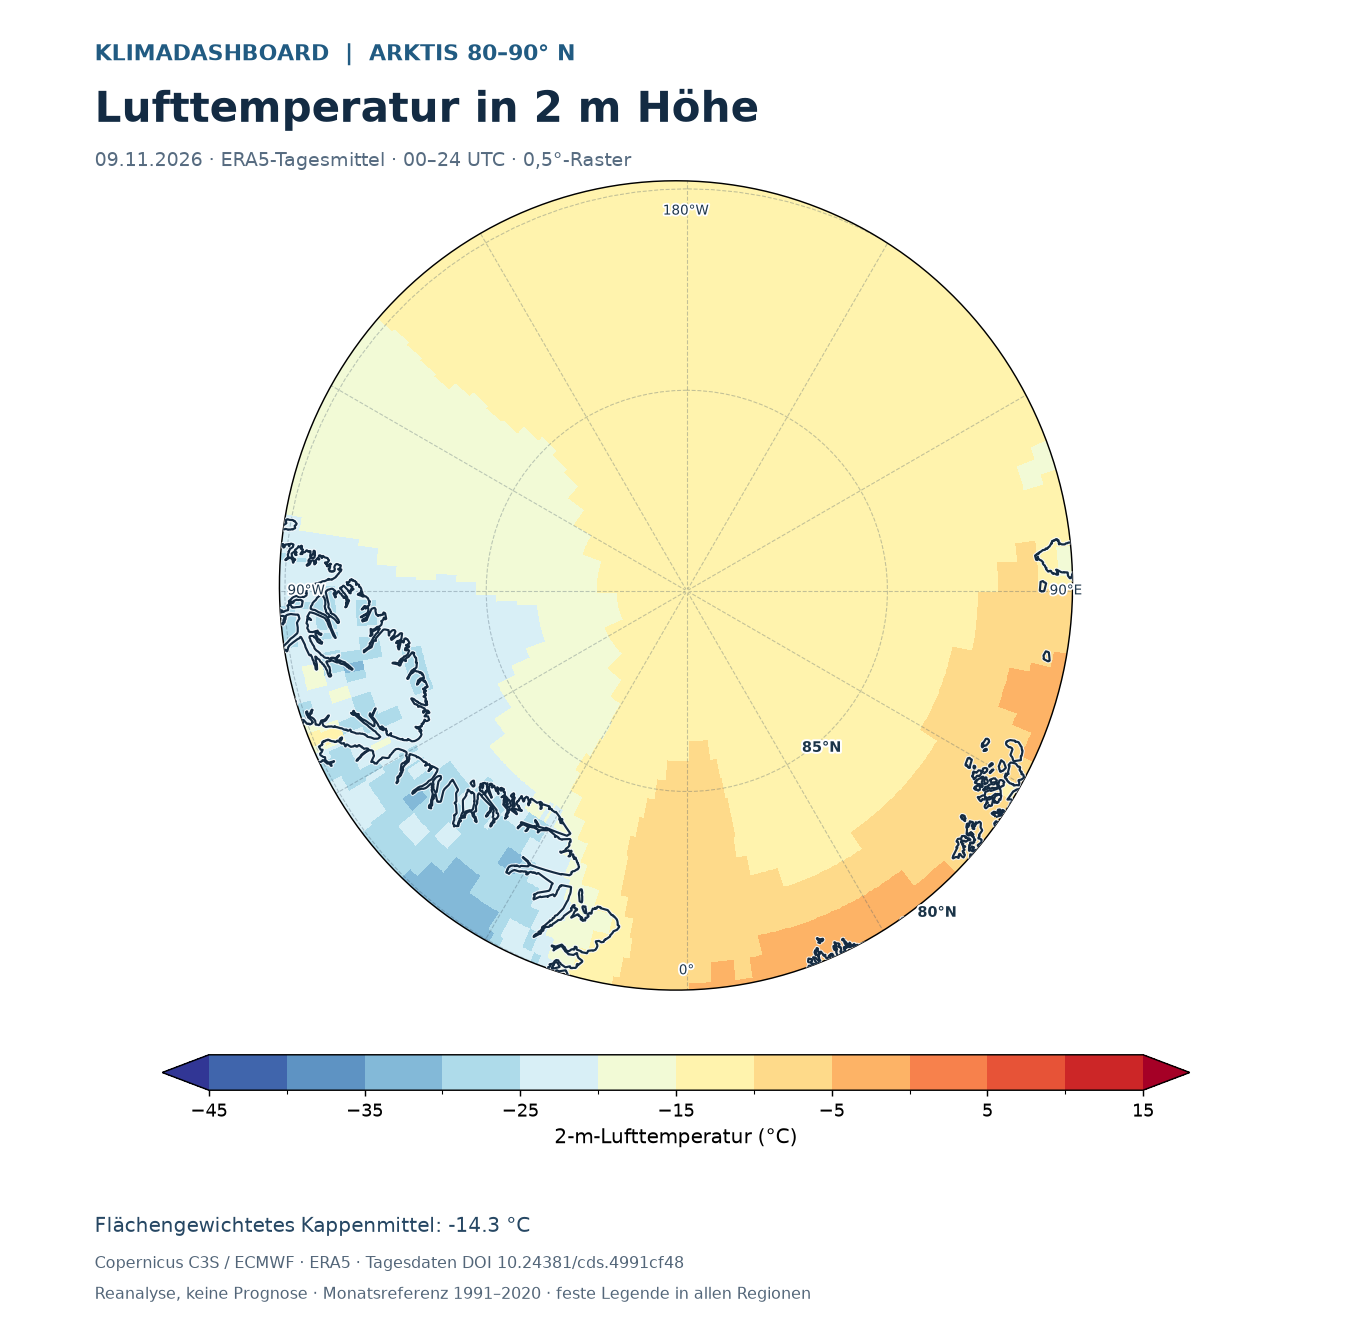 KLIMADASHBOARD | ARKTIS 80–90° N
Lufttemperatur in 2 m Höhe
09.11.2026 · ERA5-Tagesmittel · 00–24 UTC · 0,5°-Raster
180°W
90°W
90°E
85°N
80°N
0°
−45 −35 −25 −15 −5 5 15
2-m-Lufttemperatur (°C)
Flächengewichtetes Kappenmittel: -14.3 °C
Copernicus C3S / ECMWF · ERA5 · Tagesdaten DOI 10.24381/cds.4991cf48
Reanalyse, keine Prognose · Monatsreferenz 1991–2020 · feste Legende in allen Regionen